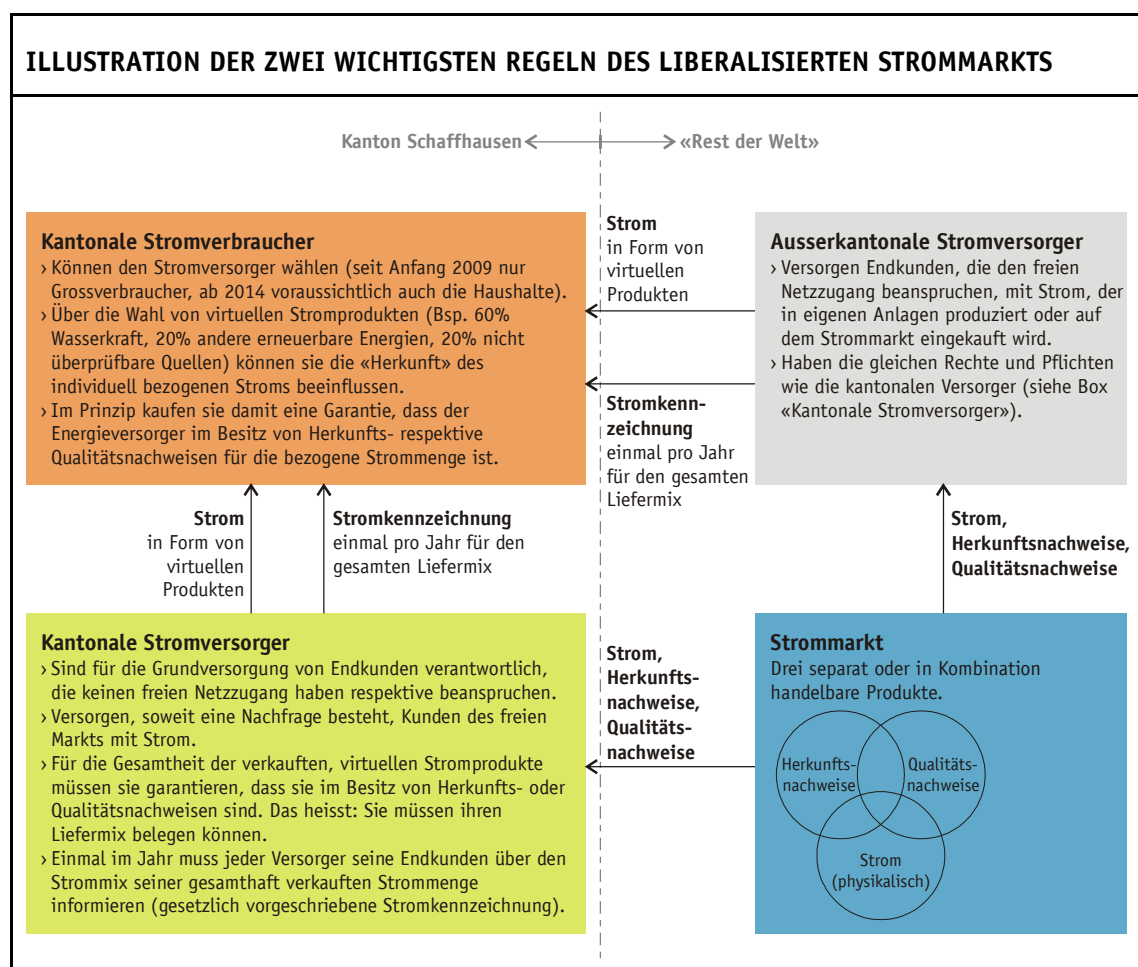 ILLUSTRATION DER ZWEI WICHTIGSTEN REGELN DES LIBERALISIERTEN STROMMARKTS
Kanton Schaffhausen
«Rest der Welt»
Kantonale Stromverbraucher
› Können den Stromversorger wählen (seit Anfang 2009 nur
Grossverbraucher, ab 2014 voraussichtlich auch die Haushalte).
› Über die Wahl von virtuellen Stromprodukten (Bsp. 60%
Wasserkraft, 20% andere erneuerbare Energien, 20% nicht
überprüfbare Quellen) können sie die «Herkunft» des
individuell bezogenen Stroms beeinflussen.
› Im Prinzip kaufen sie damit eine Garantie, dass der
Energieversorger im Besitz von Herkunfts- respektive
Qualitätsnachweisen für die bezogene Strommenge ist.
Strom
in Form von
virtuellen
Produkten
Stromkenn-
zeichnung
einmal pro Jahr
für den gesamten
Liefermix
Ausserkantonale Stromversorger
› Versorgen Endkunden, die den freien
Netzzugang beanspruchen, mit Strom, der
in eigenen Anlagen produziert oder auf
dem Strommarkt eingekauft wird.
› Haben die gleichen Rechte und Pflichten
wie die kantonalen Versorger (siehe Box
«Kantonale Stromversorger»).
Strom
in Form von
virtuellen
Produkten
Stromkennzeichnung
einmal pro Jahr für den
gesamten Liefermix
Strom,
Herkunftsnachweise,
Qualitätsnachweise
Kantonale Stromversorger
› Sind für die Grundversorgung von Endkunden verantwortlich,
die keinen freien Netzzugang haben respektive beanspruchen.
› Versorgen, soweit eine Nachfrage besteht, Kunden des freien
Markts mit Strom.
› Für die Gesamtheit der verkauften, virtuellen Stromprodukte
müssen sie garantieren, dass sie im Besitz von Herkunfts- oder
Qualitätsnachweisen sind. Das heisst: Sie müssen ihren
Liefermix belegen können.
› Einmal im Jahr muss jeder Versorger seine Endkunden über den
Strommix seiner gesamthaft verkauften Strommenge
informieren (gesetzlich vorgeschriebene Stromkennzeichnung).
Strom,
Herkunfts-
nachweise,
Qualitäts-
nachweise
Strommarkt
Drei separat oder in Kombination
handelbare Produkte.
Herkunfts-
nachweise
Qualitäts-
nachweise
Strom
(physikalisch)